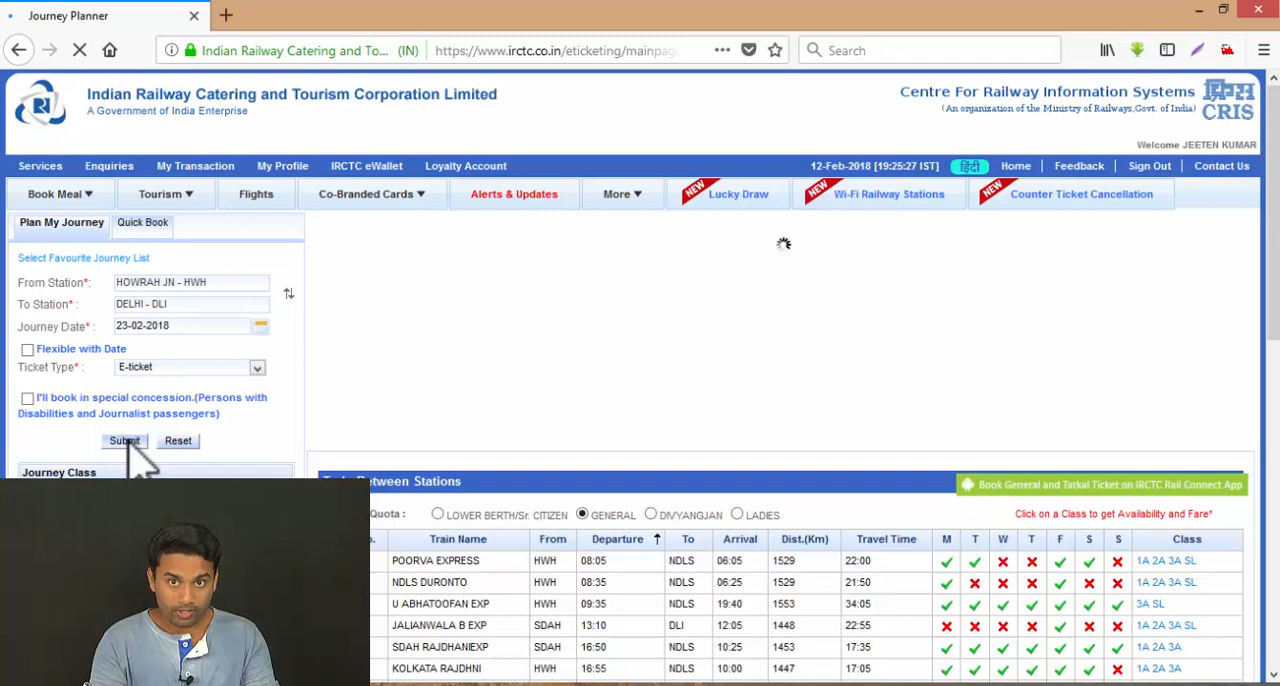 Journey Planner
Indian Railway Catering and To... (IN) https://www.irctc.co.in/eticketing/mainpag
Search
Indian Railway Catering and Tourism Corporation Limited
A Government of India Enterprise
Centre For Railway Information Systems
(An organization of the Ministry of Railways,Govt. of India)
क्रिस
CRIS
Welcome JEETEN KUMAR
Services Enquiries My Transaction My Profile IRCTC eWallet Loyalty Account 12-Feb-2018 [19:25:27 IST] हिंदी Home Feedback Sign Out Contact Us
Book Meal Tourism Flights Co-Branded Cards Alerts & Updates More NEW Lucky Draw NEW Wi-Fi Railway Stations NEW Counter Ticket Cancellation
Plan My Journey Quick Book
Select Favourite Journey List
From Station*: HOWRAH JN - HWH
To Station* : DELHI - DLI
Journey Date* : 23-02-2018
Flexible with Date
Ticket Type* : E-ticket
I'll book in special concession.(Persons with
Disabilities and Journalist passengers)
Submit Reset
Journey Class
Between Stations
Book General and Tatkal Ticket on IRCTC Rail Connect App
Quota : LOWER BERTH/Sr. CITIZEN GENERAL DIVYANGJAN LADIES Click on a Class to get Availability and Fare*
Train Name From Departure To Arrival Dist.(Km) Travel Time M T W T F S S Class
POORVA EXPRESS HWH 08:05 NDLS 06:05 1529 22:00 1A 2A 3A SL
NDLS DURONTO HWH 08:35 NDLS 06:25 1529 21:50 1A 2A 3A SL
U ABHATOOFAN EXP HWH 09:35 NDLS 19:40 1553 34:05 3A SL
JALIANWALA B EXP SDAH 13:10 DLI 12:05 1448 22:55 1A 2A 3A SL
SDAH RAJDHANIEXP SDAH 16:50 NDLS 10:25 1453 17:35 1A 2A 3A
KOLKATA RAJDHNI HWH 16:55 NDLS 10:00 1447 17:05 1A 2A 3A